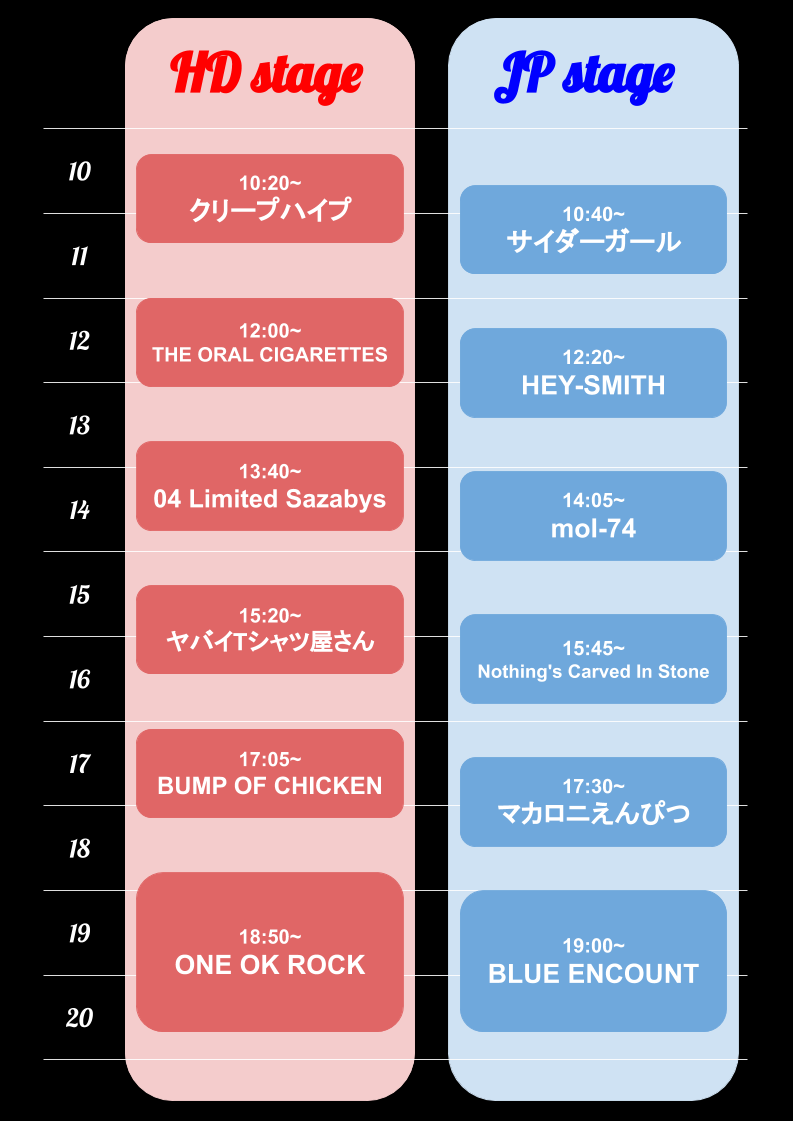 HD stage
JP stage
10
10:20~
クリープハイプ
10:40~
サイダーガール
11
12
12:00~
THE ORAL CIGARETTES
12:20~
HEY-SMITH
13
13:40~
04 Limited Sazabys
14
14:05~
mol-74
15
15:20~
ヤバイTシャツ屋さん
15:45~
Nothing's Carved In Stone
16
17
17:05~
BUMP OF CHICKEN
17:30~
マカロニえんぴつ
18
18:50~
ONE OK ROCK
19
19:00~
BLUE ENCOUNT
20